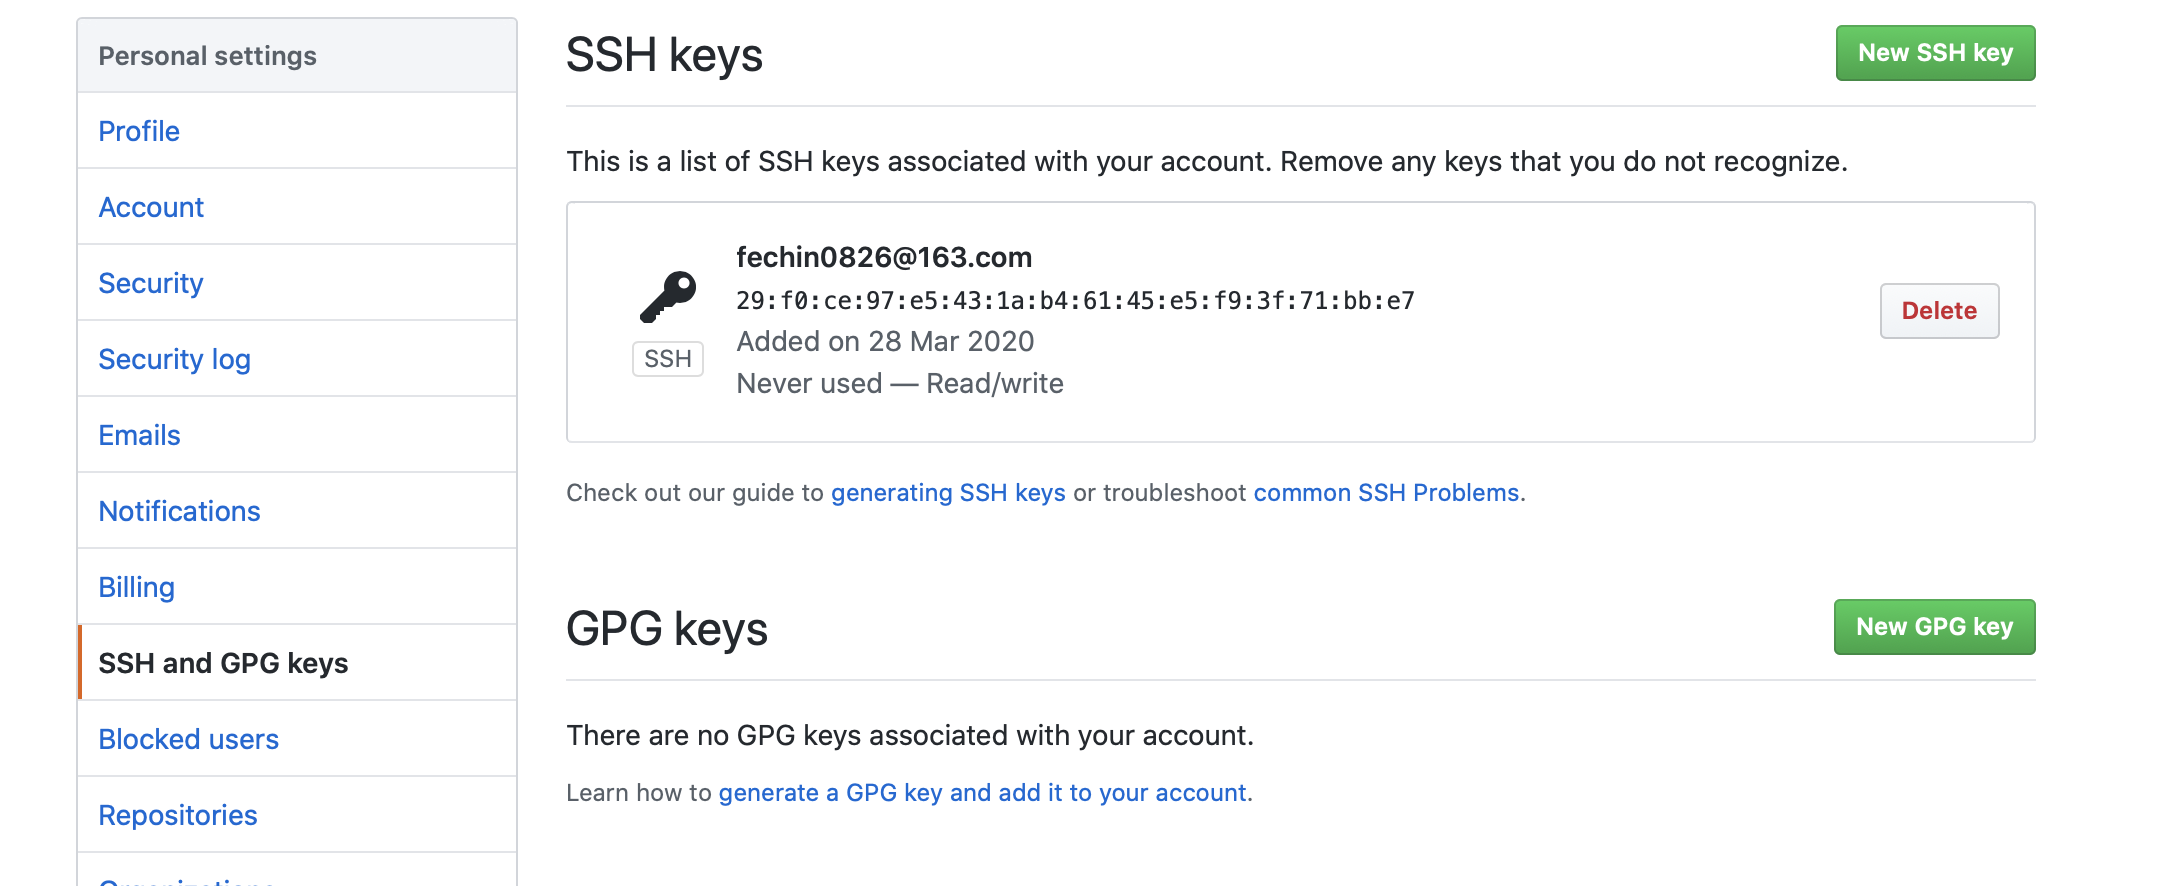 Personal settings
Profile
Account
Security
Security log
Emails
Notifications
Billing
SSH and GPG keys
Blocked users
Repositories
SSH keys
New SSH key
This is a list of SSH keys associated with your account. Remove any keys that you do not recognize.
SSH
fechin0826@163.com
29:f0:ce:97:e5:43:1a:b4:61:45:e5:f9:3f:71:bb:e7
Added on 28 Mar 2020
Never used — Read/write
Delete
Check out our guide to generating SSH keys or troubleshoot common SSH Problems.
GPG keys
New GPG key
There are no GPG keys associated with your account.
Learn how to generate a GPG key and add it to your account.